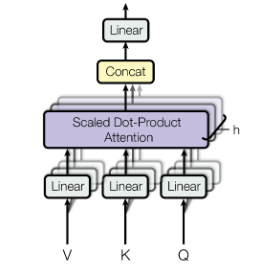 Linear
Concat
Scaled Dot-Product
Attention
h
Linear Linear Linear
V K Q